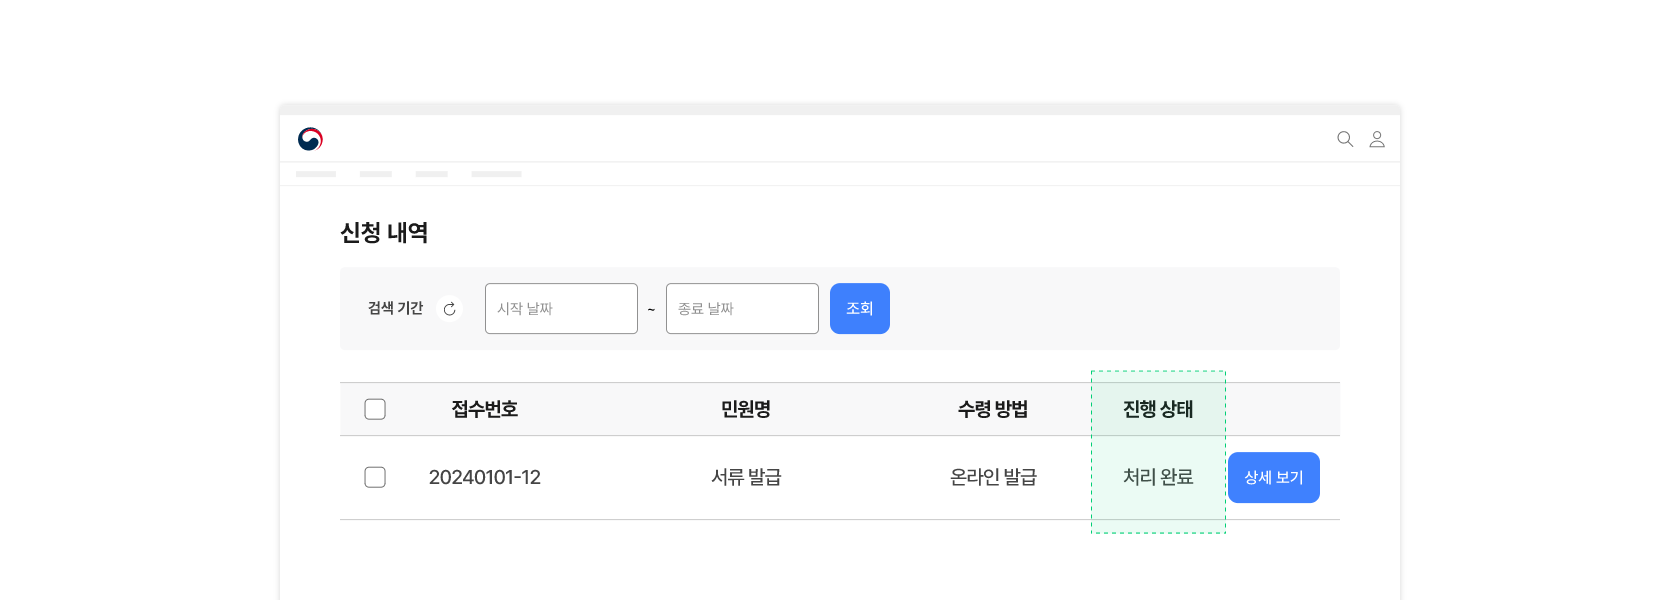 신청 내역
검색 기간 시작 날짜 ~ 종료 날짜 조회
접수번호 민원명 수령 방법 진행 상태
20240101-12 서류 발급 온라인 발급 처리 완료 상세 보기